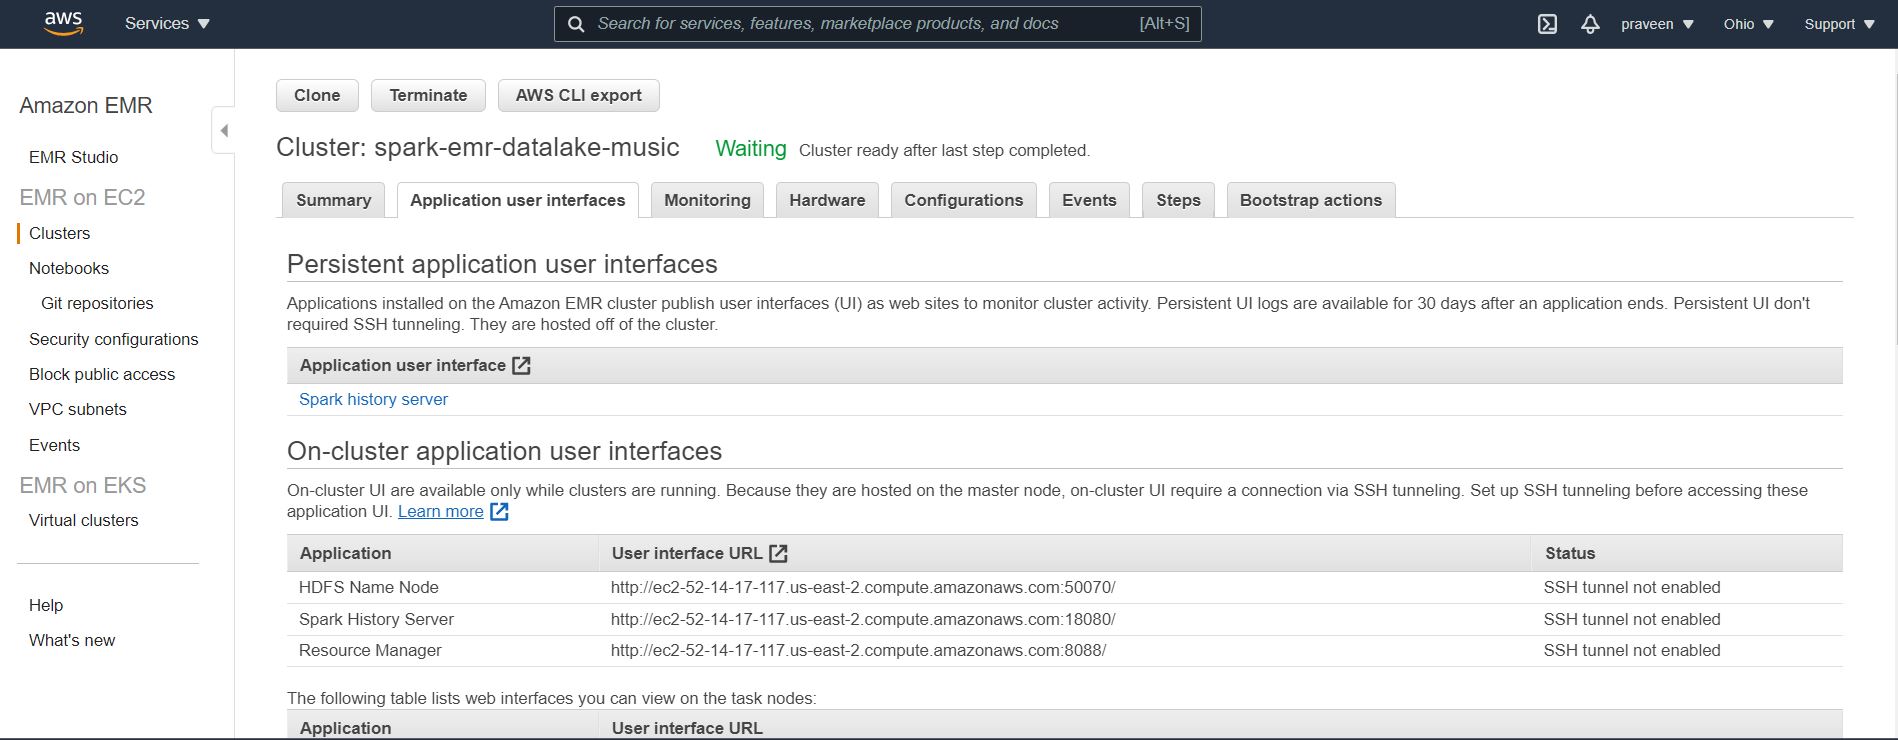 aws Services Search for services, features, marketplace products, and docs [Alt+S] praveen Ohio Support
Amazon EMR
EMR Studio
EMR on EC2
Clusters
Notebooks
Git repositories
Security configurations
Block public access
VPC subnets
Events
EMR on EKS
Virtual clusters
Help
What's new
Clone Terminate AWS CLI export
Cluster: spark-emr-datalake-music Waiting Cluster ready after last step completed.
Summary Application user interfaces Monitoring Hardware Configurations Events Steps Bootstrap actions
Persistent application user interfaces
Applications installed on the Amazon EMR cluster publish user interfaces (UI) as web sites to monitor cluster activity. Persistent UI logs are available for 30 days after an application ends. Persistent UI don't
required SSH tunneling. They are hosted off of the cluster.
Application user interface
Spark history server
On-cluster application user interfaces
On-cluster UI are available only while clusters are running. Because they are hosted on the master node, on-cluster UI require a connection via SSH tunneling. Set up SSH tunneling before accessing these
application UI. Learn more
Application User interface URL Status
HDFS Name Node http://ec2-52-14-17-117.us-east-2.compute.amazonaws.com:50070/ SSH tunnel not enabled
Spark History Server http://ec2-52-14-17-117.us-east-2.compute.amazonaws.com:18080/ SSH tunnel not enabled
Resource Manager http://ec2-52-14-17-117.us-east-2.compute.amazonaws.com:8088/ SSH tunnel not enabled
The following table lists web interfaces you can view on the task nodes:
Application User interface URL